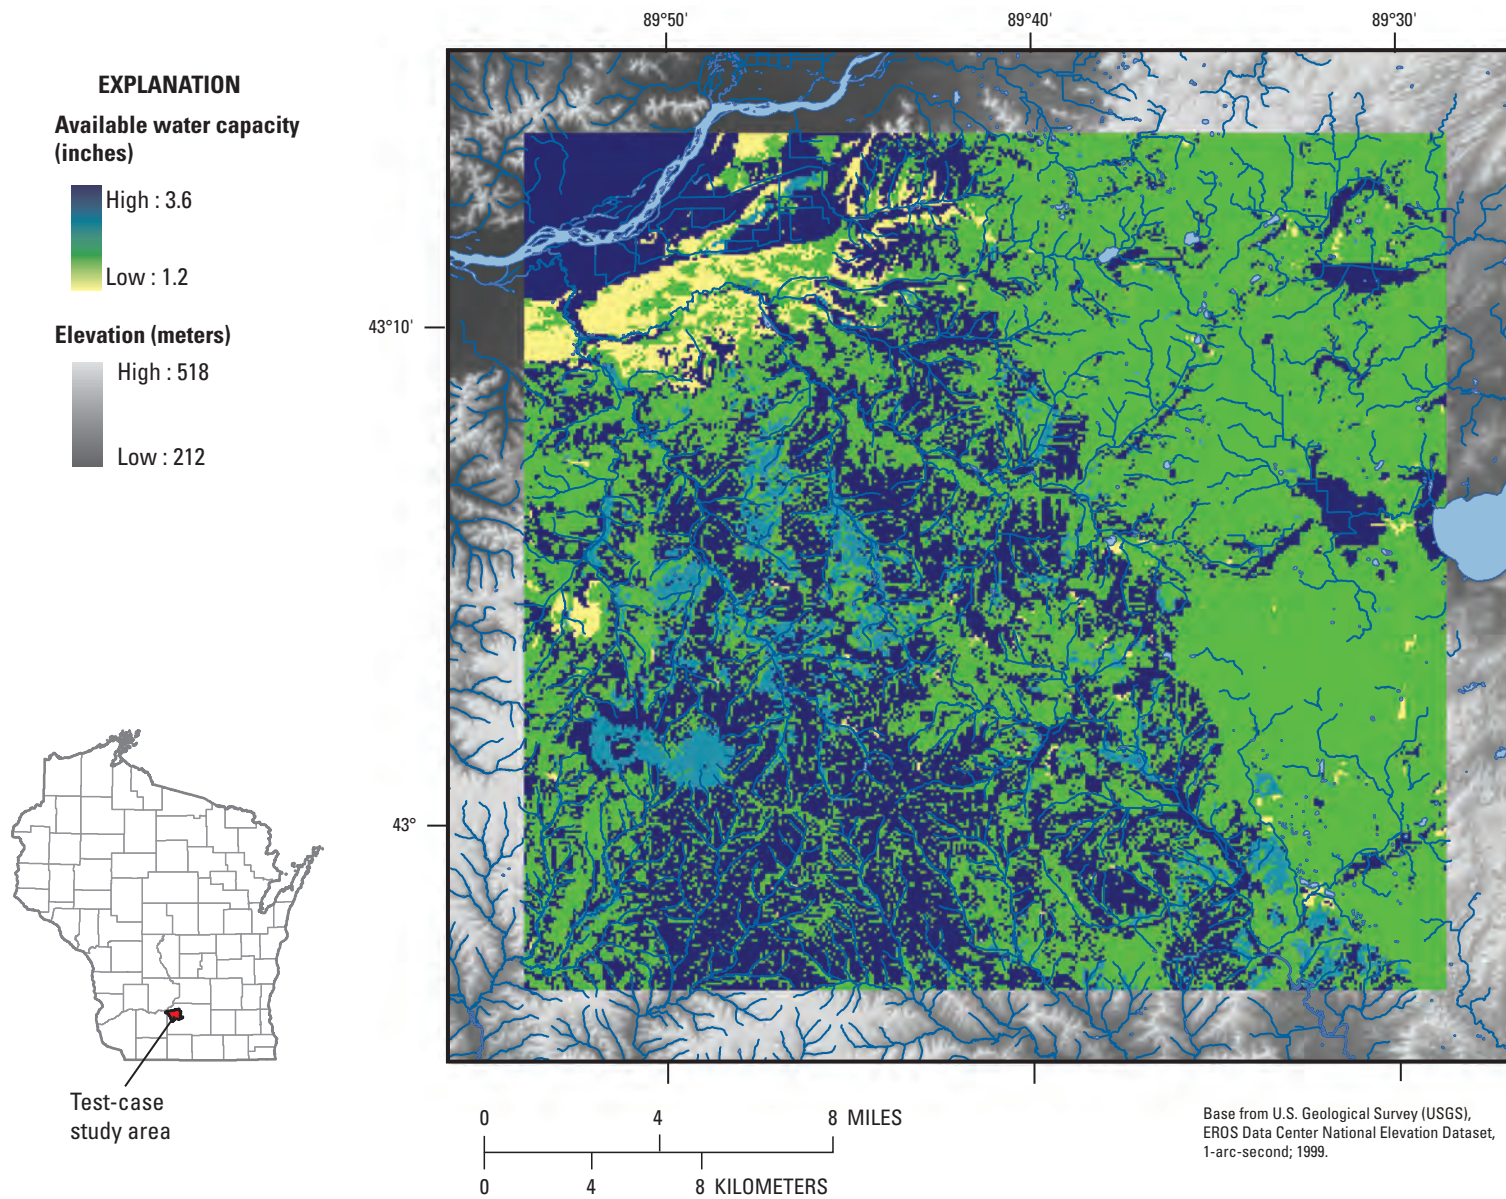 89°50'
89°40'
89°30'
EXPLANATION
Available water capacity
(inches)
High : 3.6
Low : 1.2
Elevation (meters)
High : 518
Low : 212
43°10'
43°
Test-case
study area
0 4 8 MILES
0 4 8 KILOMETERS
Base from U.S. Geological Survey (USGS),
EROS Data Center National Elevation Dataset,
1-arc-second; 1999.